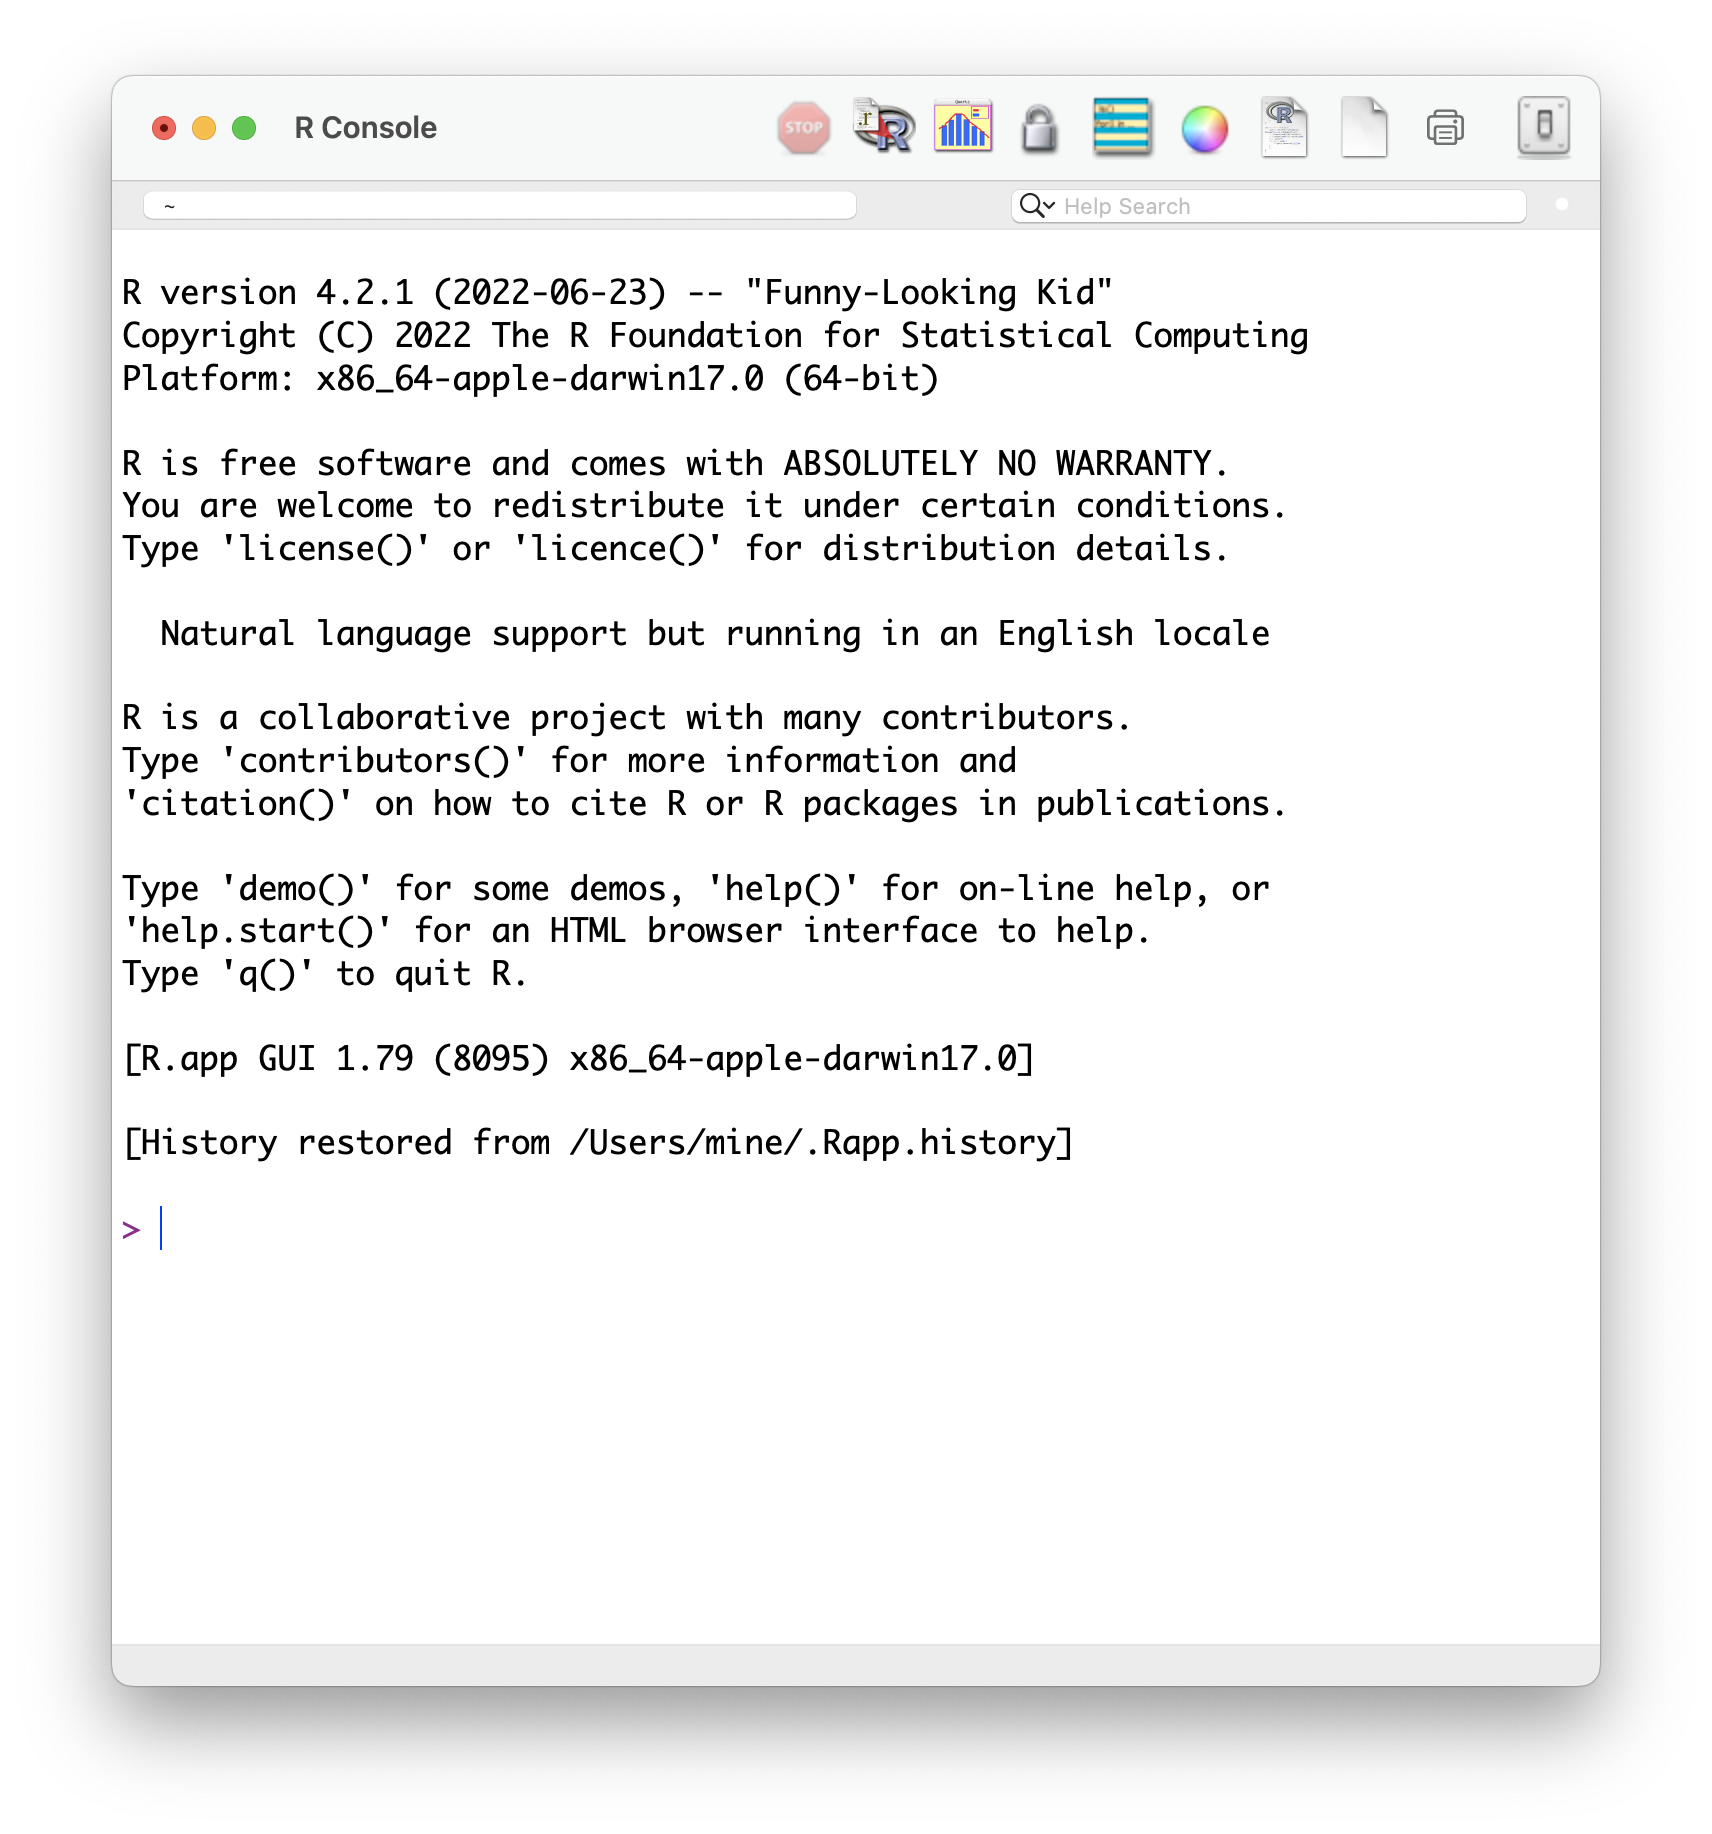 R Console
STOP
~
Help Search
R version 4.2.1 (2022-06-23) -- "Funny-Looking Kid"
Copyright (C) 2022 The R Foundation for Statistical Computing
Platform: x86_64-apple-darwin17.0 (64-bit)
R is free software and comes with ABSOLUTELY NO WARRANTY.
You are welcome to redistribute it under certain conditions.
Type 'license()' or 'licence()' for distribution details.
Natural language support but running in an English locale
R is a collaborative project with many contributors.
Type 'contributors()' for more information and
'citation()' on how to cite R or R packages in publications.
Type 'demo()' for some demos, 'help()' for on-line help, or
'help.start()' for an HTML browser interface to help.
Type 'q()' to quit R.
[R.app GUI 1.79 (8095) x86_64-apple-darwin17.0]
[History restored from /Users/mine/.Rapp.history]
>